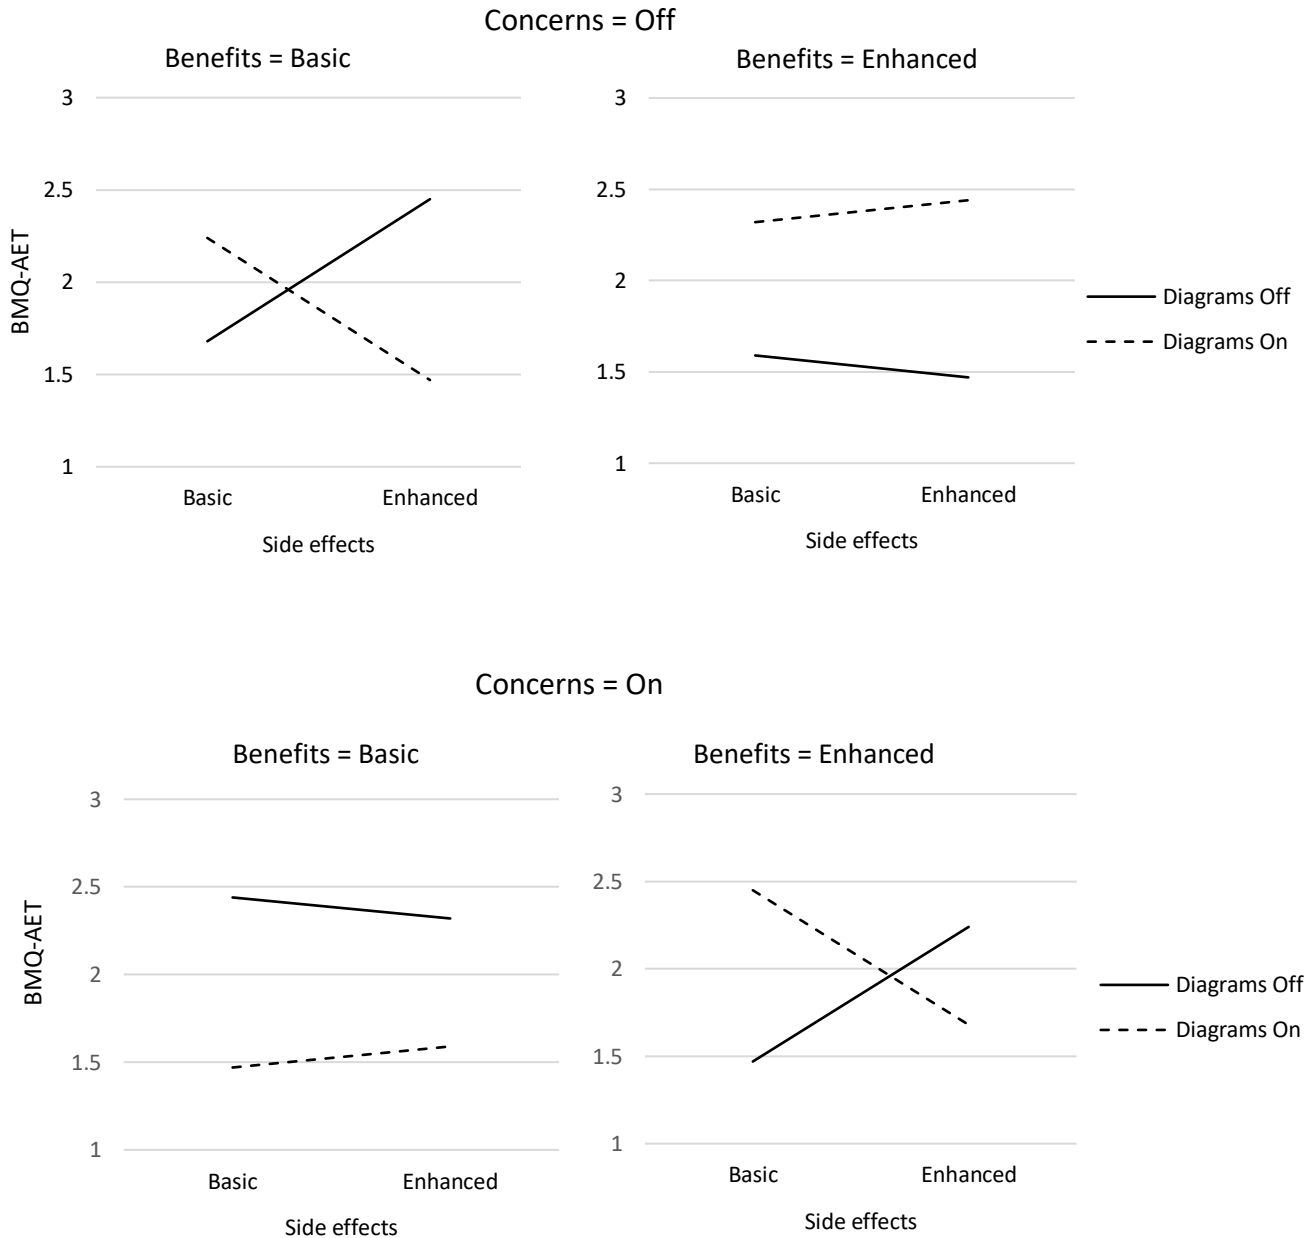 Concerns = Off
Benefits = Basic
Benefits = Enhanced
3
2.5
2
1.5
1
BMQ-AET
Basic
Enhanced
Side effects
3
2.5
2
1.5
1
Basic
Enhanced
Side effects
Diagrams Off
Diagrams On
Concerns = On
Benefits = Basic
Benefits = Enhanced
3
2.5
2
1.5
1
BMQ-AET
Basic
Enhanced
Side effects
3
2.5
2
1.5
1
Basic
Enhanced
Side effects
Diagrams Off
Diagrams On